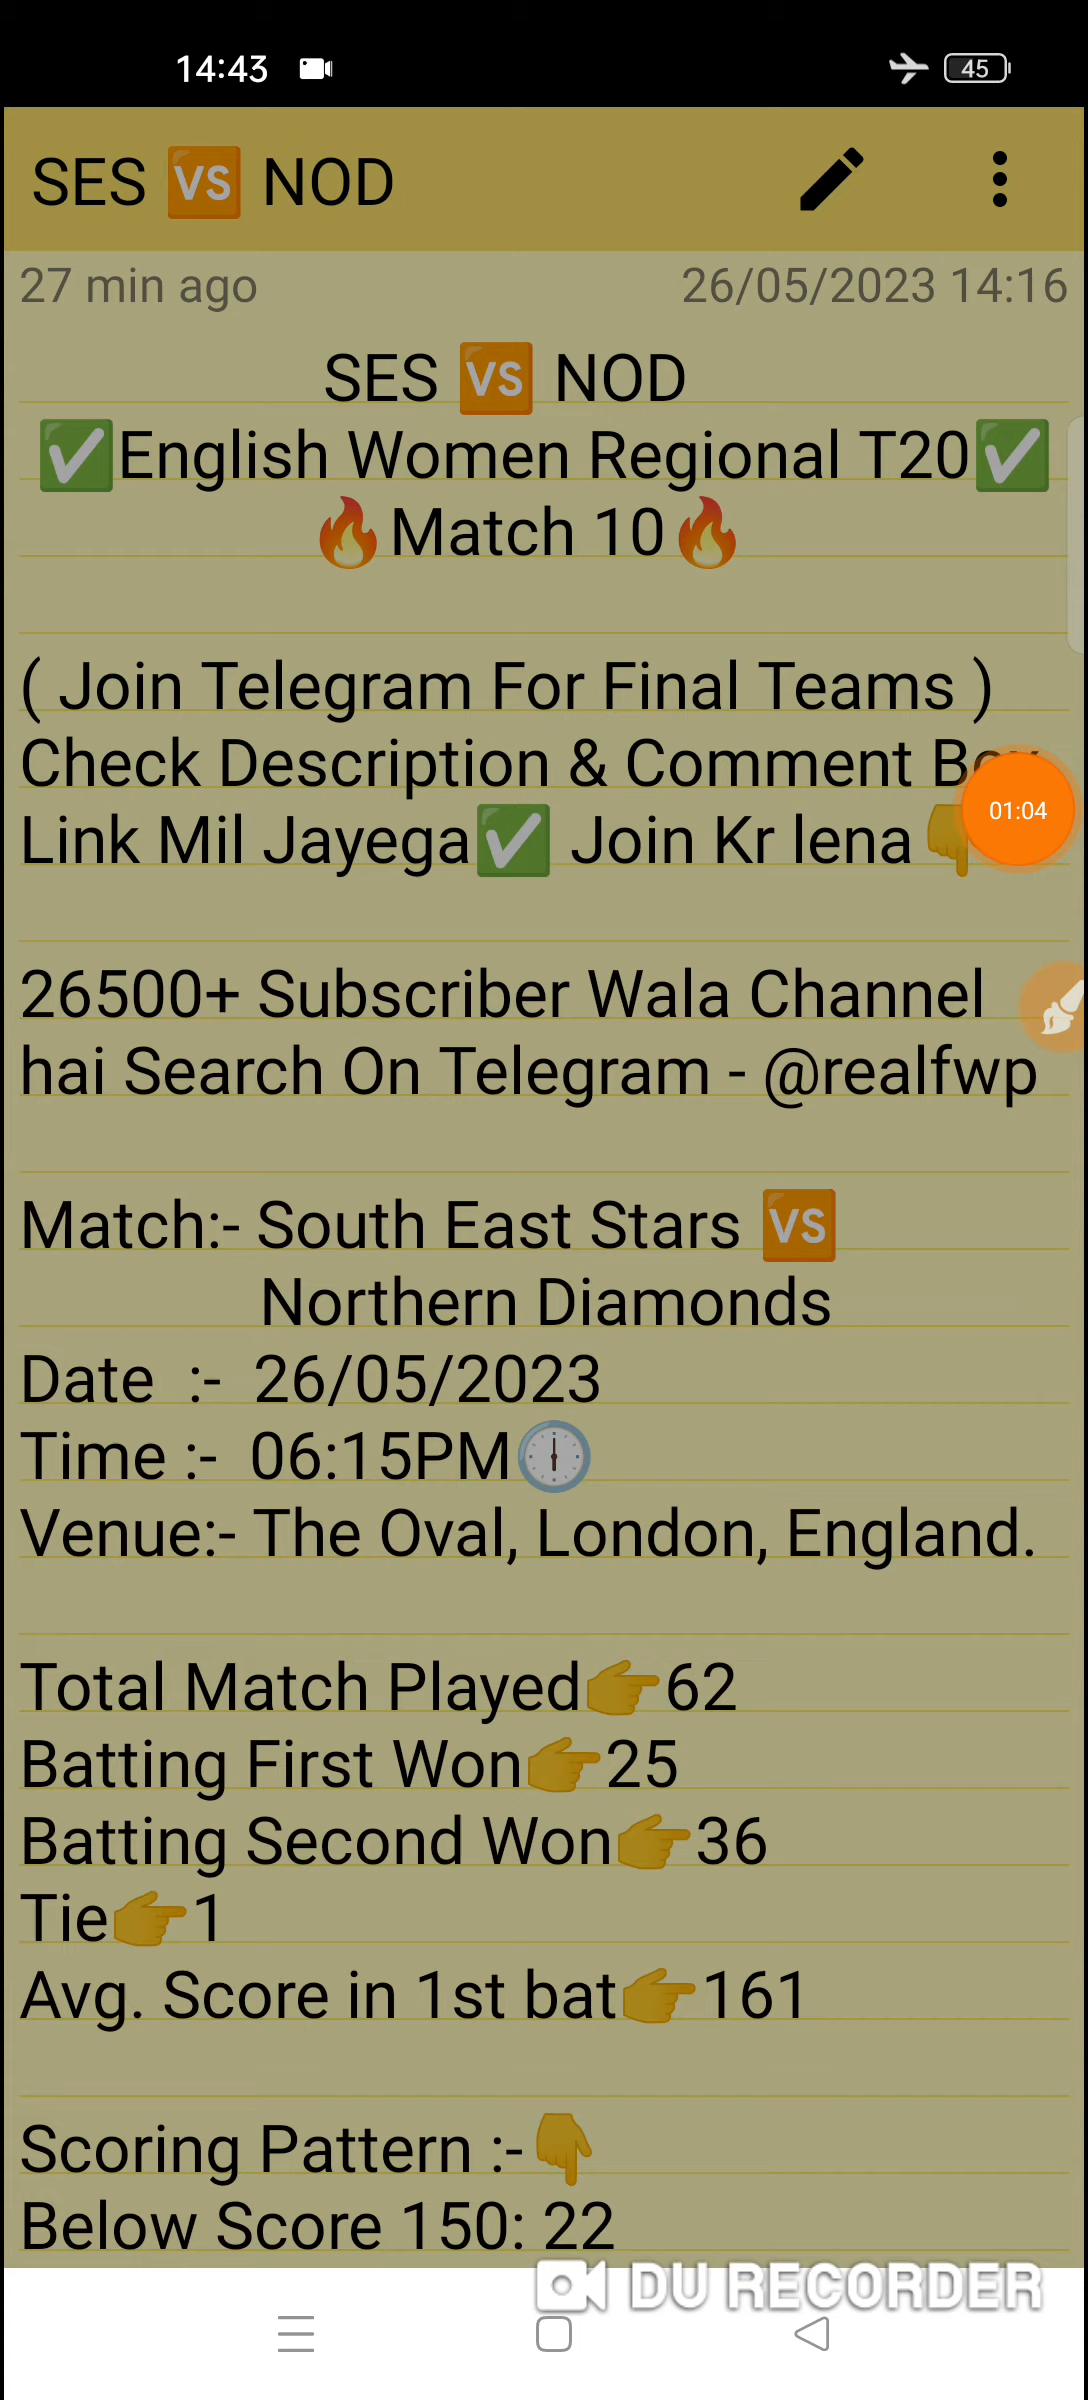 14:43 45
SES 🆚 NOD
27 min ago 26/05/2023 14:16
SES 🆚 NOD
✅English Women Regional T20✅
🔥Match 10🔥
( Join Telegram For Final Teams )
Check Description & Comment
01:04
Link Mil Jayega✅ Join Kr lena👇
26500+ Subscriber Wala Channel
hai Search On Telegram - @realfwp
Match:- South East Stars 🆚
Northern Diamonds
Date :- 26/05/2023
Time :- 06:15PM🕛
Venue:- The Oval, London, England.
Total Match Played👉62
Batting First Won👉25
Batting Second Won👉36
Tie👉1
Avg. Score in 1st bat👉161
Scoring Pattern :-👇
Below Score 150: 22
DU RECORDER